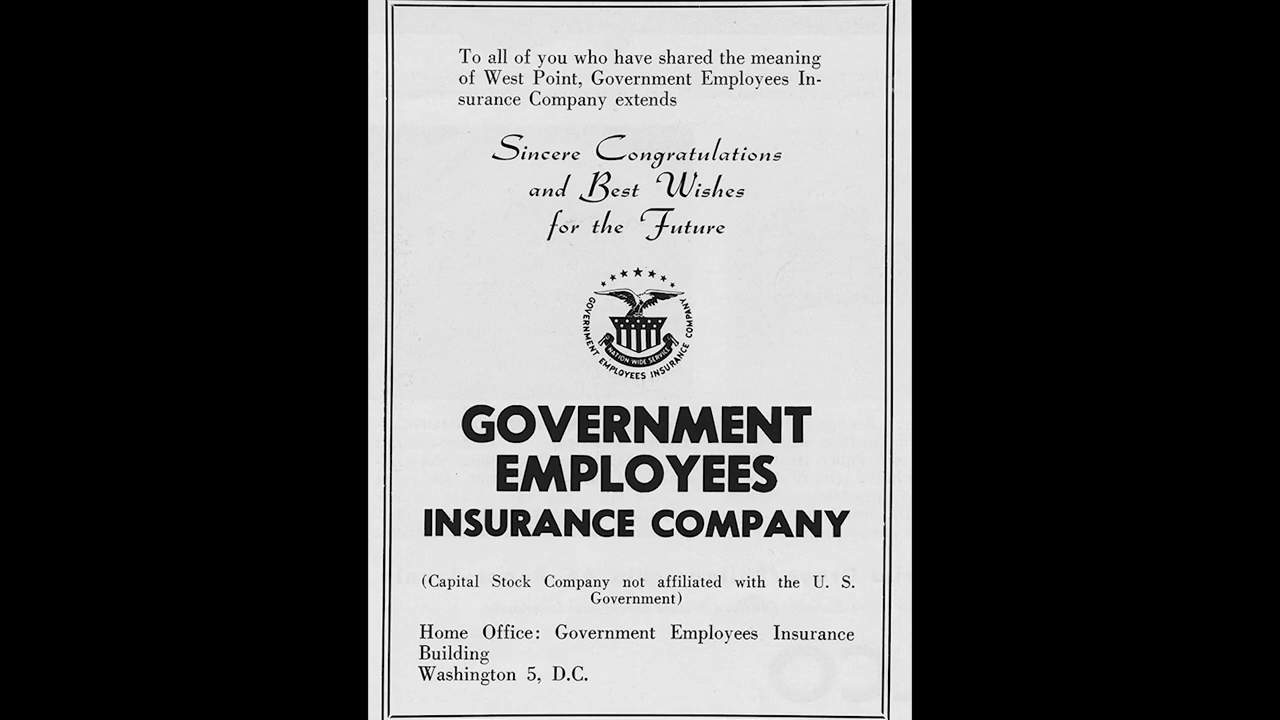 To all of you who have shared the meaning
of West Point, Government Employees In-
surance Company extends
Sincere Congratulations
and Best Wishes
for the Future
GOVERNMENT EMPLOYEES INSURANCE COMPANY
NATION WIDE SERVICE
GOVERNMENT
EMPLOYEES
INSURANCE COMPANY
(Capital Stock Company not affiliated with the U. S.
Government)
Home Office: Government Employees Insurance
Building
Washington 5, D.C.